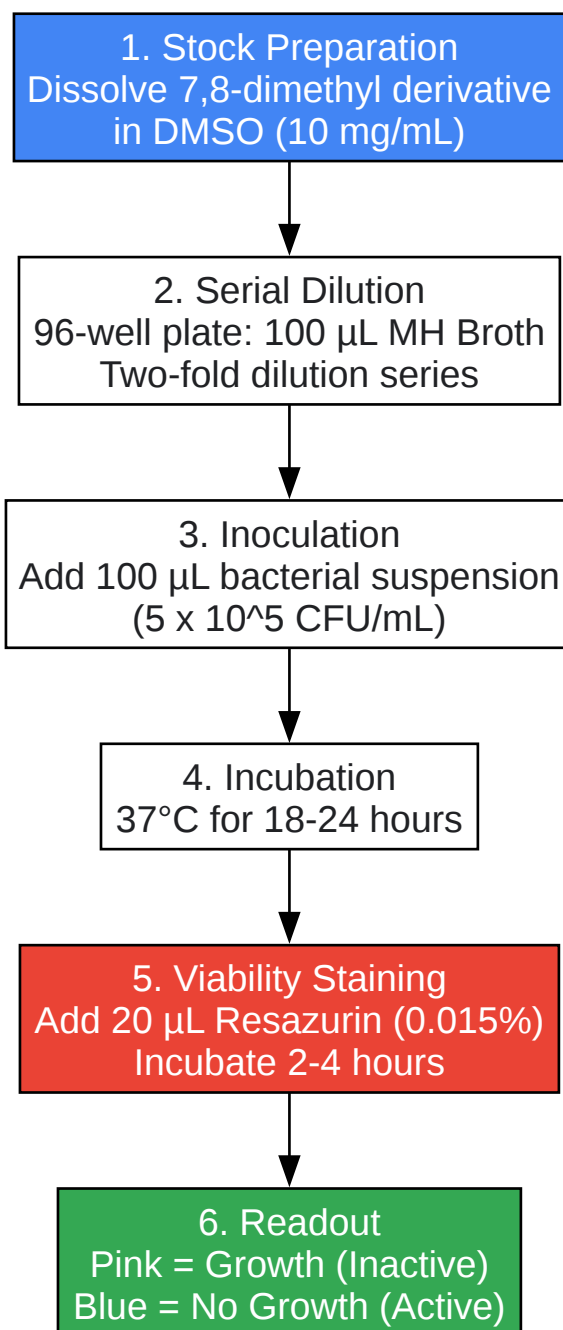 1. Stock Preparation
Dissolve 7,8-dimethyl derivative
in DMSO (10 mg/mL)
2. Serial Dilution
96-well plate: 100 µL MH Broth
Two-fold dilution series
3. Inoculation
Add 100 µL bacterial suspension
(5 x 10^5 CFU/mL)
4. Incubation
37°C for 18-24 hours
5. Viability Staining
Add 20 µL Resazurin (0.015%)
Incubate 2-4 hours
6. Readout
Pink = Growth (Inactive)
Blue = No Growth (Active)